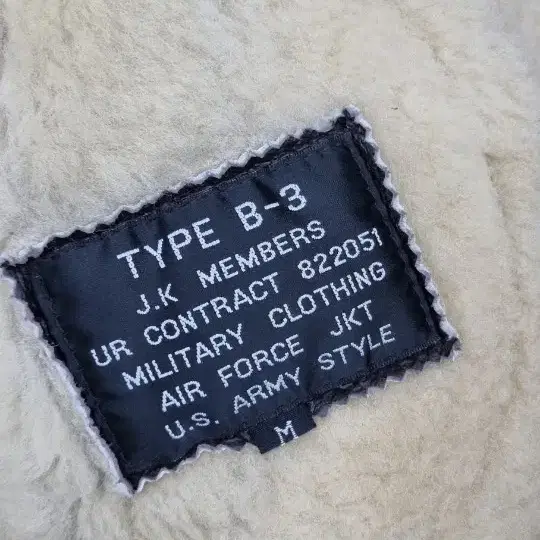 TYPE B-3
J.K MEMBERS
UR CONTRACT 822051
MILITARY CLOTHING
AIR FORCE JKT
U.S. ARMY STYLE
M